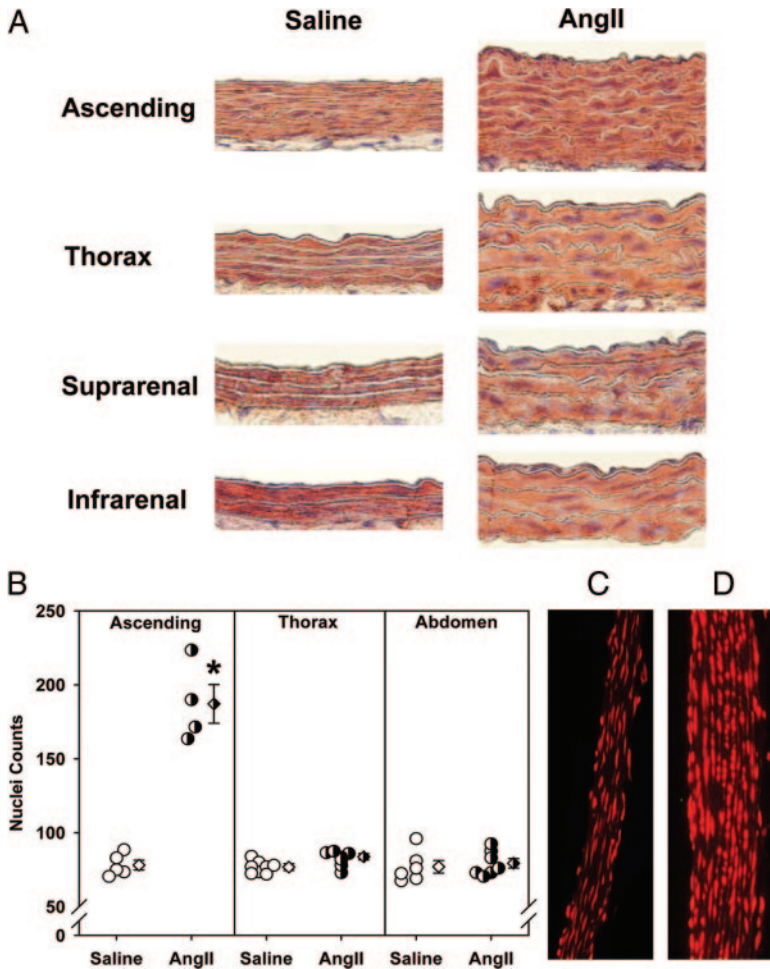 A
Saline AngII
Ascending
Thorax
Suprarenal
Infrarenal
B C D
250
Ascending Thorax Abdomen
200
*
150
Nuclei Counts
100
50
0
Saline AngII Saline AngII Saline AngII